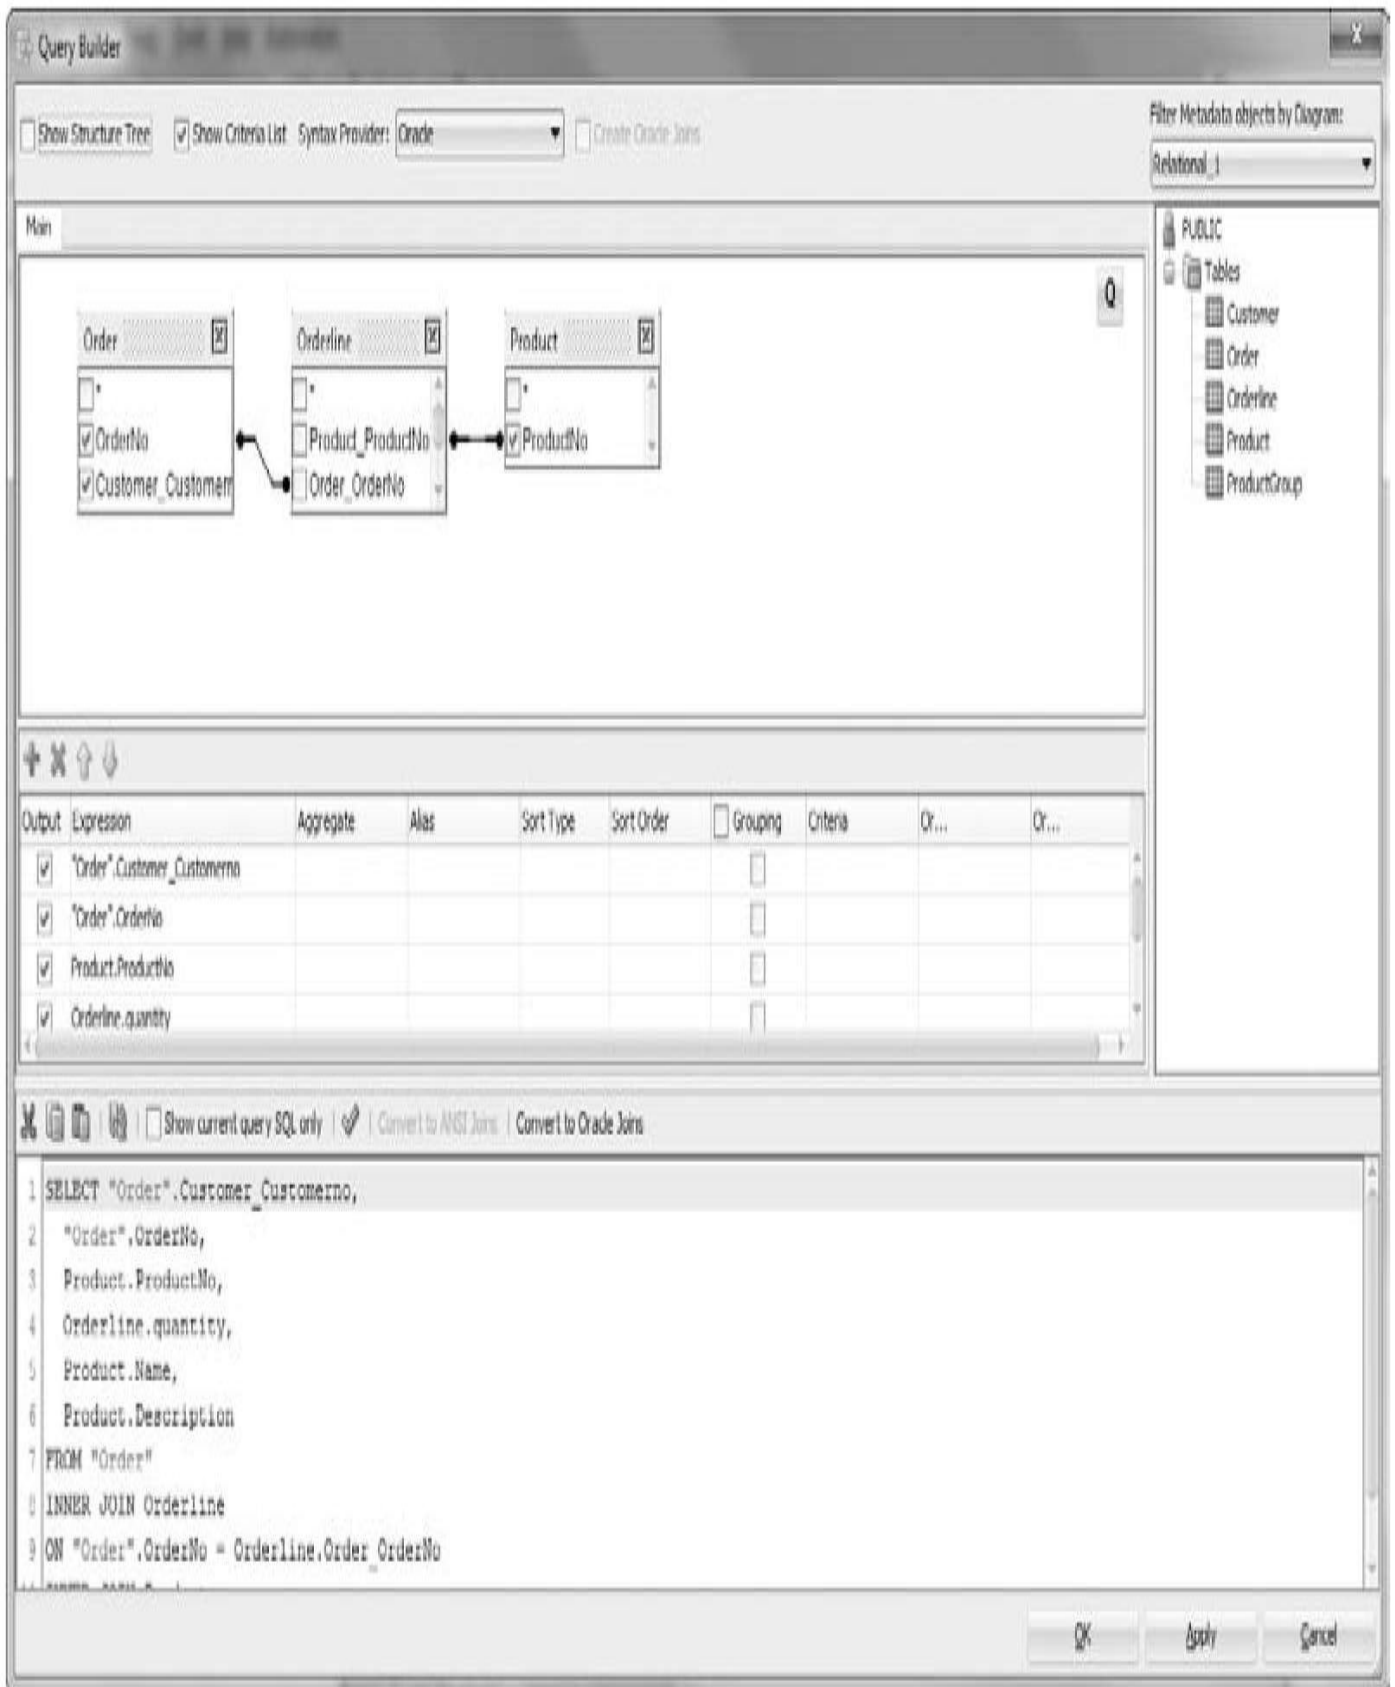 Query Builder
Filter Metadata objects by Diagram:
Show Structure Tree Show Criteria List Syntax Provider: Oracle Create Oracle Joins
Relational_1
Main
PUBLIC
Tables
Customer
Order
Orderline
Product
ProductGroup
Q
Order
*
OrderNo
Customer_Customern
Orderline
*
Product_ProductNo
Order_OrderNo
Product
*
ProductNo
Output Expression Aggregate Alias Sort Type Sort Order Grouping Criteria Or... Or...
"Order".Customer_Customerno
"Order".OrderNo
Product.ProductNo
Orderline.quantity
Show current query SQL only Convert to ANSI Joins Convert to Oracle Joins
1 SELECT "Order".Customer_Customerno,
2 "Order".OrderNo,
3 Product.ProductNo,
4 Orderline.quantity,
5 Product.Name,
6 Product.Description
7 FROM "Order"
8 INNER JOIN Orderline
9 ON "Order".OrderNo = Orderline.Order_OrderNo
OK Apply Cancel